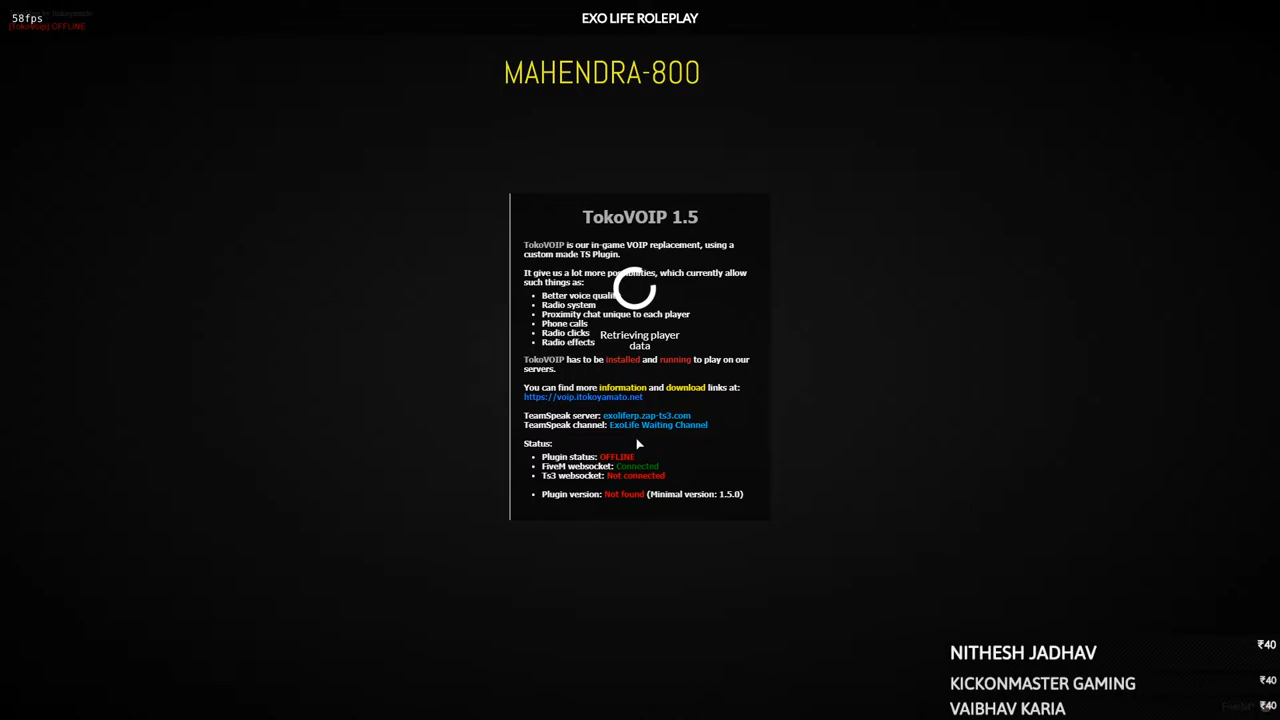 58fps
EXO LIFE ROLEPLAY
[TokoVoip] OFFLINE
MAHENDRA-800
TokoVOIP 1.5
TokoVOIP is our in-game VOIP replacement, using a
custom made TS Plugin.
It give us a lot more possibilities, which currently allow
such things as:
Better voice quality
Radio system
Proximity chat unique to each player
Phone calls
Radio clicks
Radio effects
Retrieving player
data
TokoVOIP has to be installed and running to play on our
servers.
You can find more information and download links at:
https://voip.itokoyamato.net
TeamSpeak server: exoliferp.zap-ts3.com
TeamSpeak channel: ExoLife Waiting Channel
Status:
Plugin status: OFFLINE
FiveM websocket: Connected
Ts3 websocket: Not connected
Plugin version: Not found (Minimal version: 1.5.0)
NITHESH JADHAV ₹40
KICKONMASTER GAMING ₹40
VAIBHAV KARIA ₹40